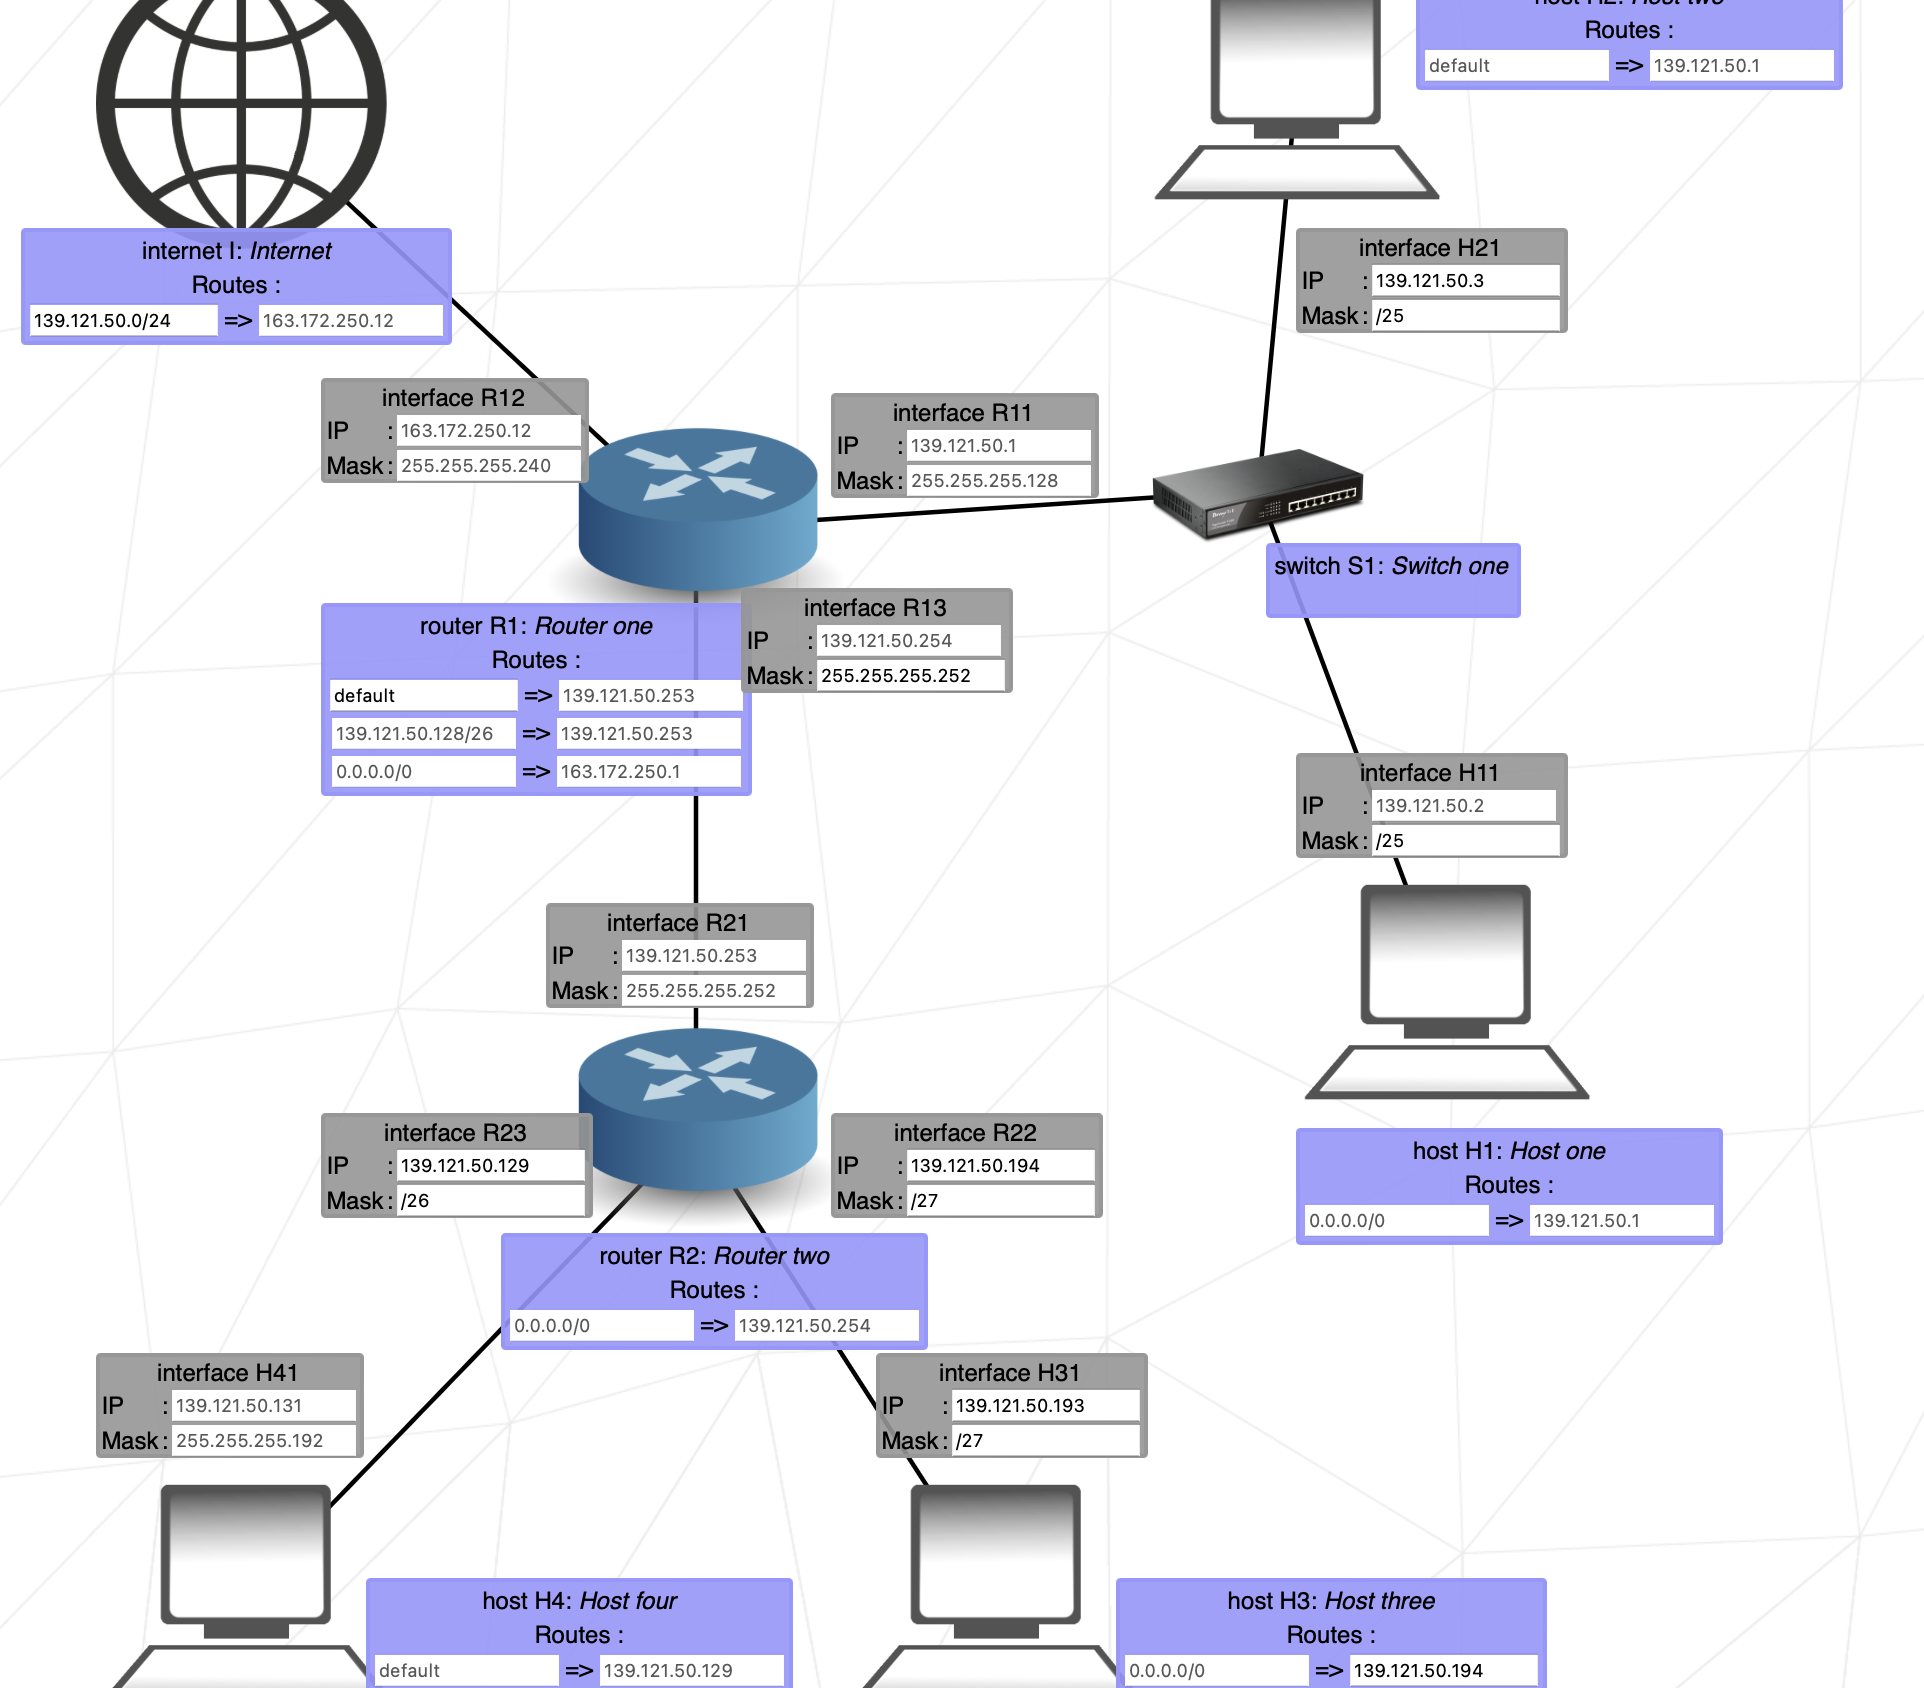 host H2: Host two
Routes :
default => 139.121.50.1
internet I: Internet
Routes :
139.121.50.0/24 => 163.172.250.12
interface H21
IP : 139.121.50.3
Mask : /25
interface R12
IP : 163.172.250.12
Mask : 255.255.255.240
interface R11
IP : 139.121.50.1
Mask : 255.255.255.128
switch S1: Switch one
router R1: Router one
Routes :
default => 139.121.50.253
139.121.50.128/26 => 139.121.50.253
0.0.0.0/0 => 163.172.250.1
interface R13
IP : 139.121.50.254
Mask : 255.255.255.252
interface H11
IP : 139.121.50.2
Mask : /25
interface R21
IP : 139.121.50.253
Mask : 255.255.255.252
interface R23
IP : 139.121.50.129
Mask : /26
interface R22
IP : 139.121.50.194
Mask : /27
host H1: Host one
Routes :
0.0.0.0/0 => 139.121.50.1
router R2: Router two
Routes :
0.0.0.0/0 => 139.121.50.254
interface H41
IP : 139.121.50.131
Mask : 255.255.255.192
interface H31
IP : 139.121.50.193
Mask : /27
host H4: Host four
Routes :
default => 139.121.50.129
host H3: Host three
Routes :
0.0.0.0/0 => 139.121.50.194